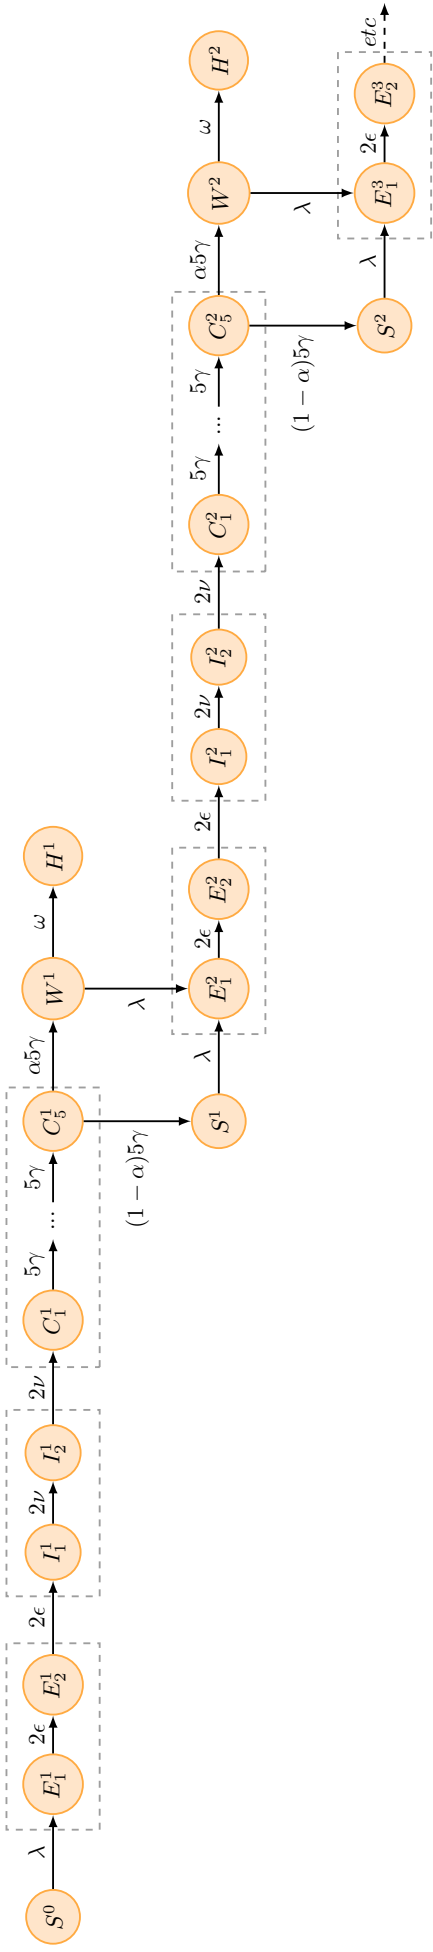 S^0 λ E_1^1 2ϵ E_2^1 2ϵ I_1^1 2ν I_2^1 2ν C_1^1 5γ ... 5γ C_5^1 α5γ W^1 ω H^1
(1 − α)5γ λ
S^1 λ E_1^2 2ϵ E_2^2 2ϵ I_1^2 2ν I_2^2 2ν C_1^2 5γ ... 5γ C_5^2 α5γ W^2 ω H^2
(1 − α)5γ λ
S^2 λ E_1^3 2ϵ E_2^3 etc